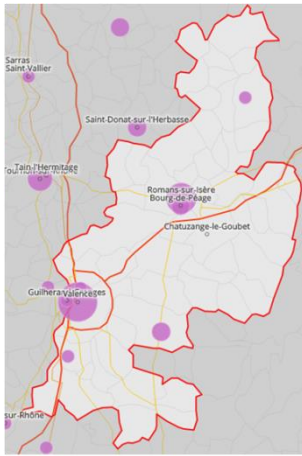 Sarras
Saint-Vallier
Saint-Donat-sur-l'Herbasse
Tain-l'Hermitage
Romans-sur-Isère
Bourg-de-Péage
Chatuzange-le-Goubet
Valence
sur-Rhône